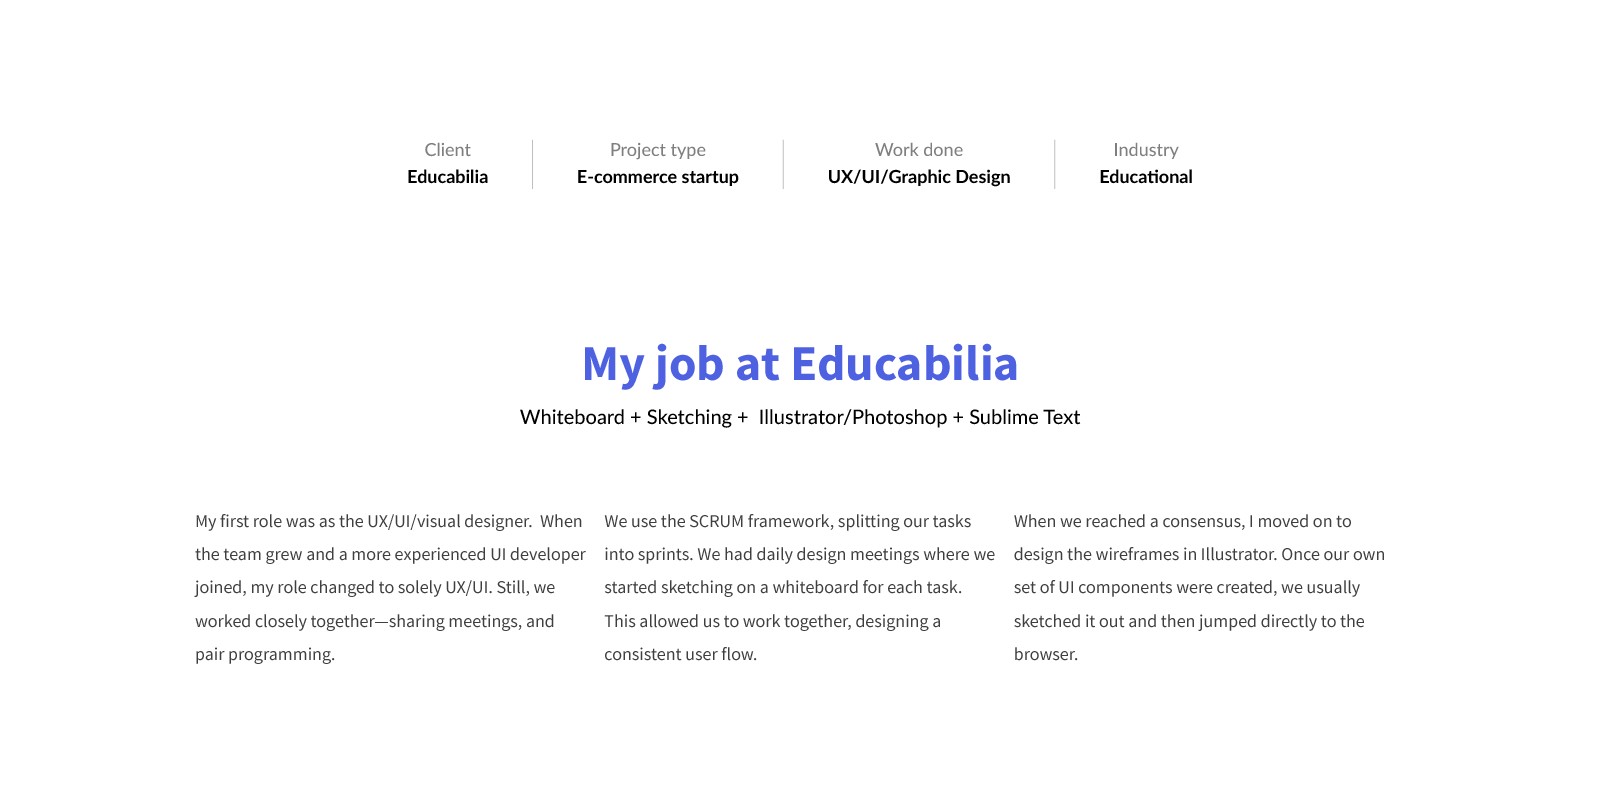 Client
Educabilia
Project type
E-commerce startup
Work done
UX/UI/Graphic Design
Industry
Educational
My job at Educabilia
Whiteboard + Sketching +  Illustrator/Photoshop + Sublime Text
My first role was as the UX/UI/visual designer.  When
the team grew and a more experienced UI developer
joined, my role changed to solely UX/UI. Still, we
worked closely together—sharing meetings, and
pair programming.
We use the SCRUM framework, splitting our tasks
into sprints. We had daily design meetings where we
started sketching on a whiteboard for each task.
This allowed us to work together, designing a
consistent user flow.
When we reached a consensus, I moved on to
design the wireframes in Illustrator. Once our own
set of UI components were created, we usually
sketched it out and then jumped directly to the
browser.